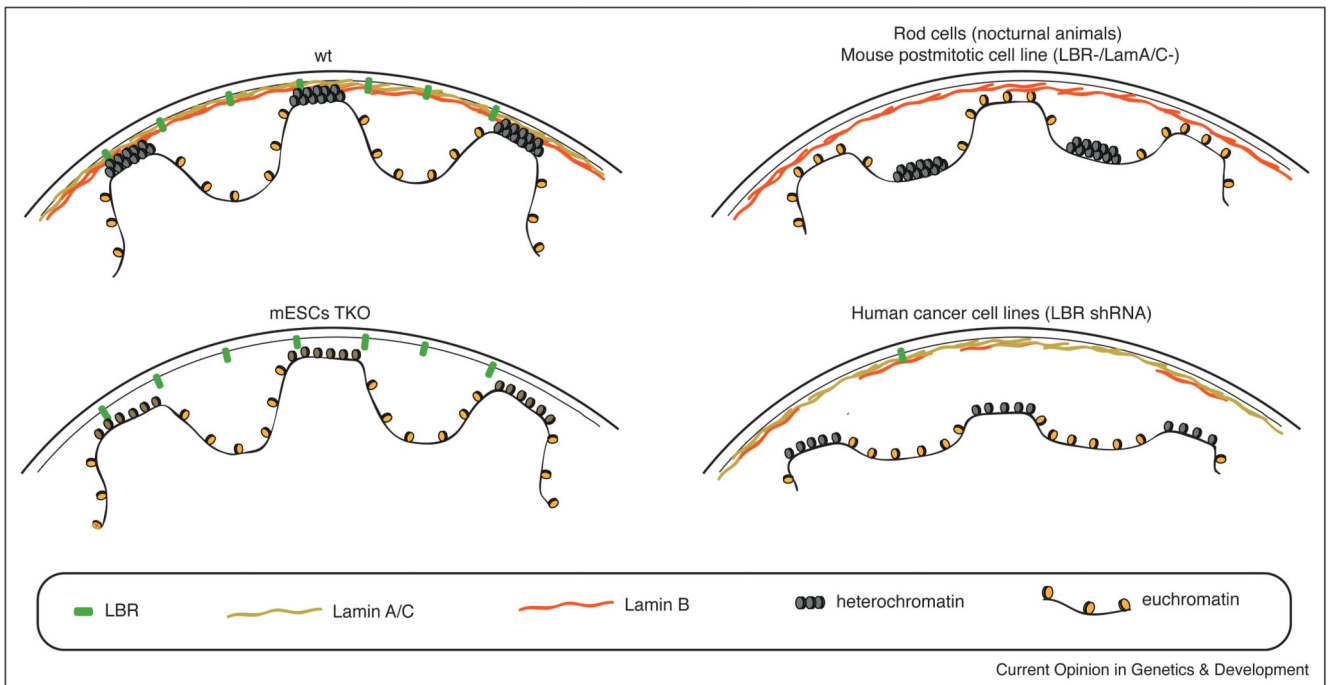 wt
Rod cells (nocturnal animals)
Mouse postmitotic cell line (LBR-/LamA/C-)
mESCs TKO
Human cancer cell lines (LBR shRNA)
LBR
Lamin A/C
Lamin B
heterochromatin
euchromatin
Current Opinion in Genetics & Development